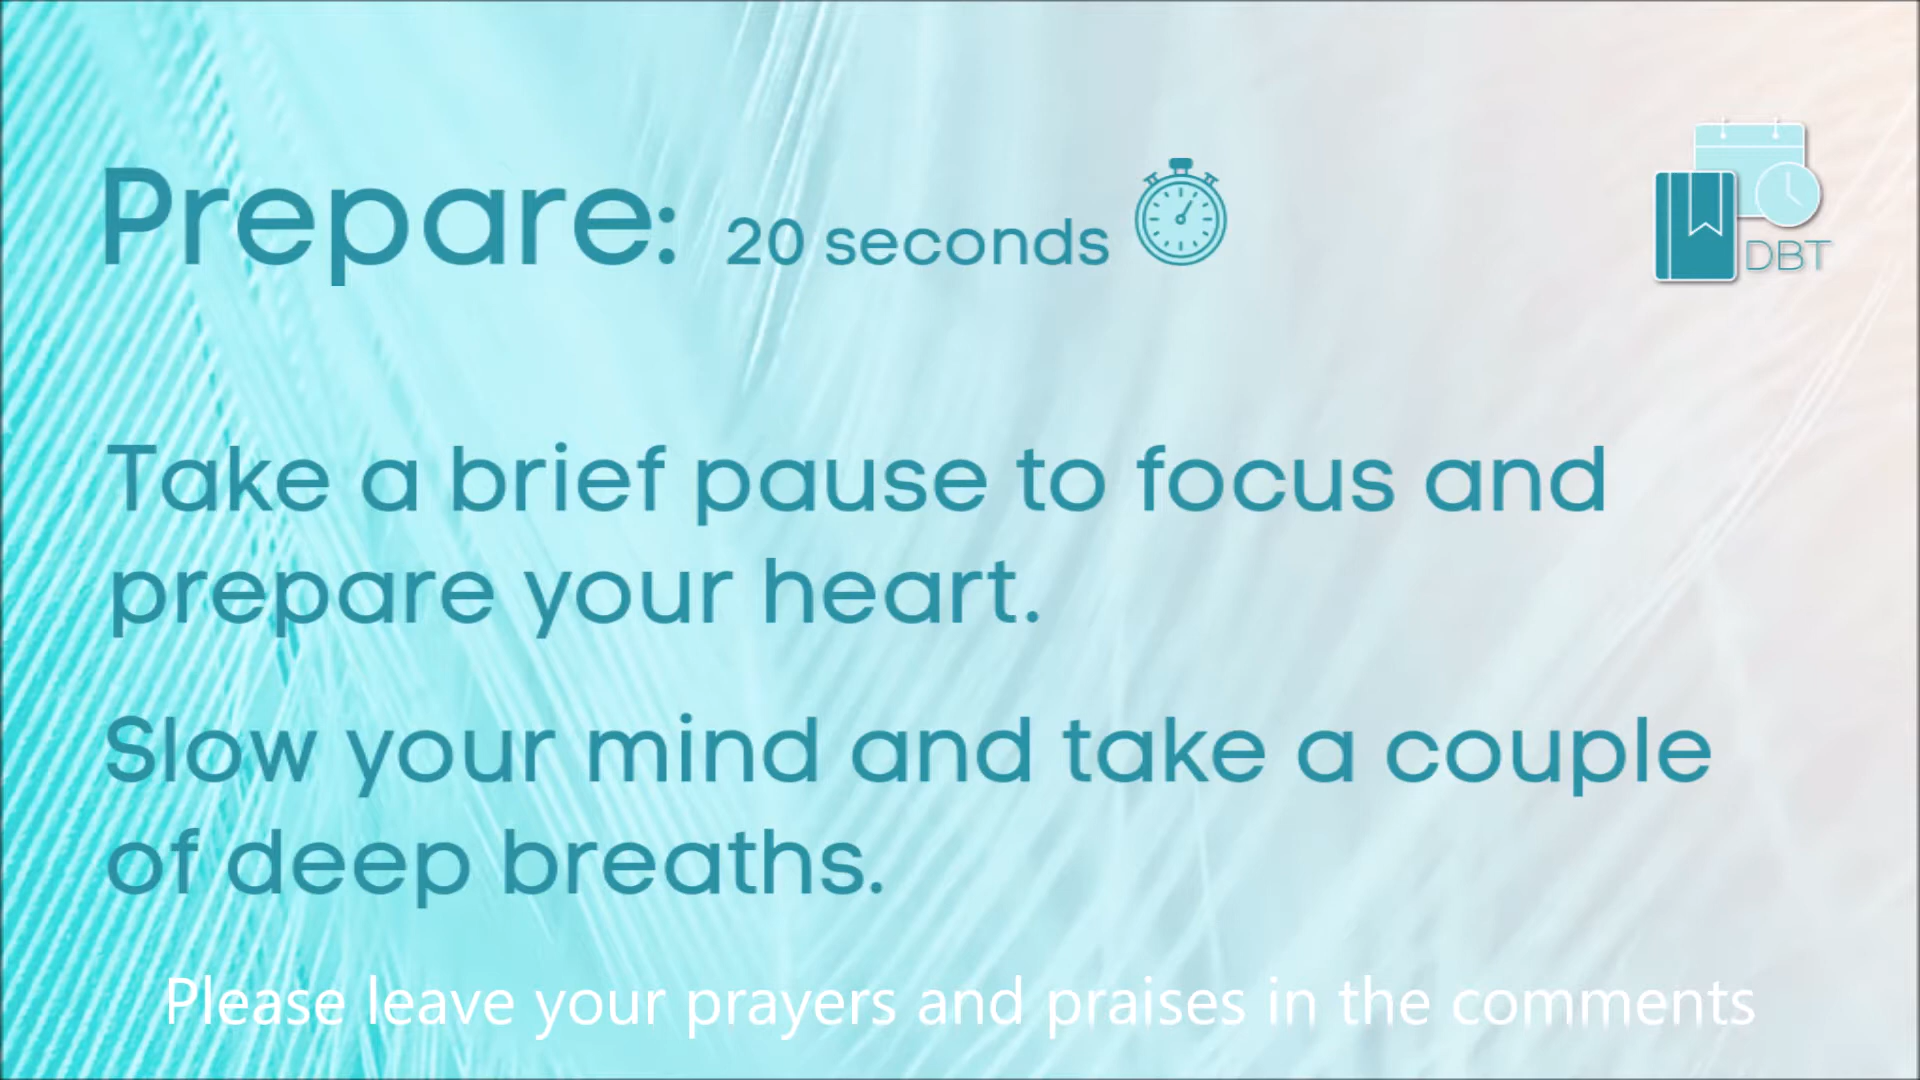 Prepare: 20 seconds
DBT
Take a brief pause to focus and
prepare your heart.
Slow your mind and take a couple
of deep breaths.
Please leave your prayers and praises in the comments